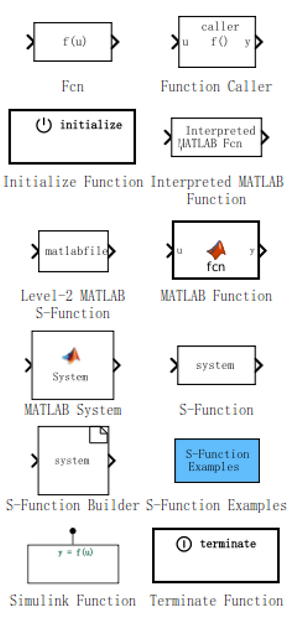 f(u)
caller
u f() y
Fcn
Function Caller
initialize
Interpreted
MATLAB Fcn
Initialize Function
Interpreted MATLAB
Function
matlabfile
u y
fcn
Level-2 MATLAB
S-Function
MATLAB Function
System
system
MATLAB System
S-Function
system
S-Function
Examples
S-Function Builder
S-Function Examples
y = f(u)
terminate
Simulink Function
Terminate Function